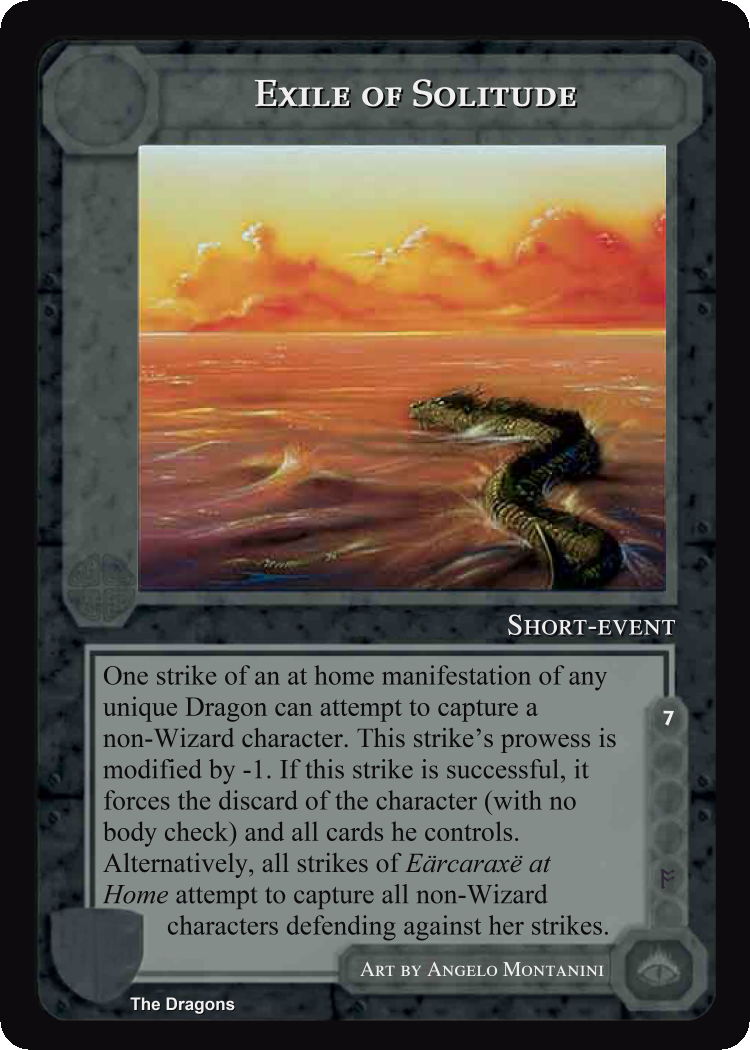 Exile of Solitude
Short-event
One strike of an at home manifestation of any
unique Dragon can attempt to capture a
non-Wizard character. This strike's prowess is
modified by -1. If this strike is successful, it
forces the discard of the character (with no
body check) and all cards he controls.
Alternatively, all strikes of Eärcaraxë at
Home attempt to capture all non-Wizard
characters defending against her strikes.
7
Art by Angelo Montanini
The Dragons